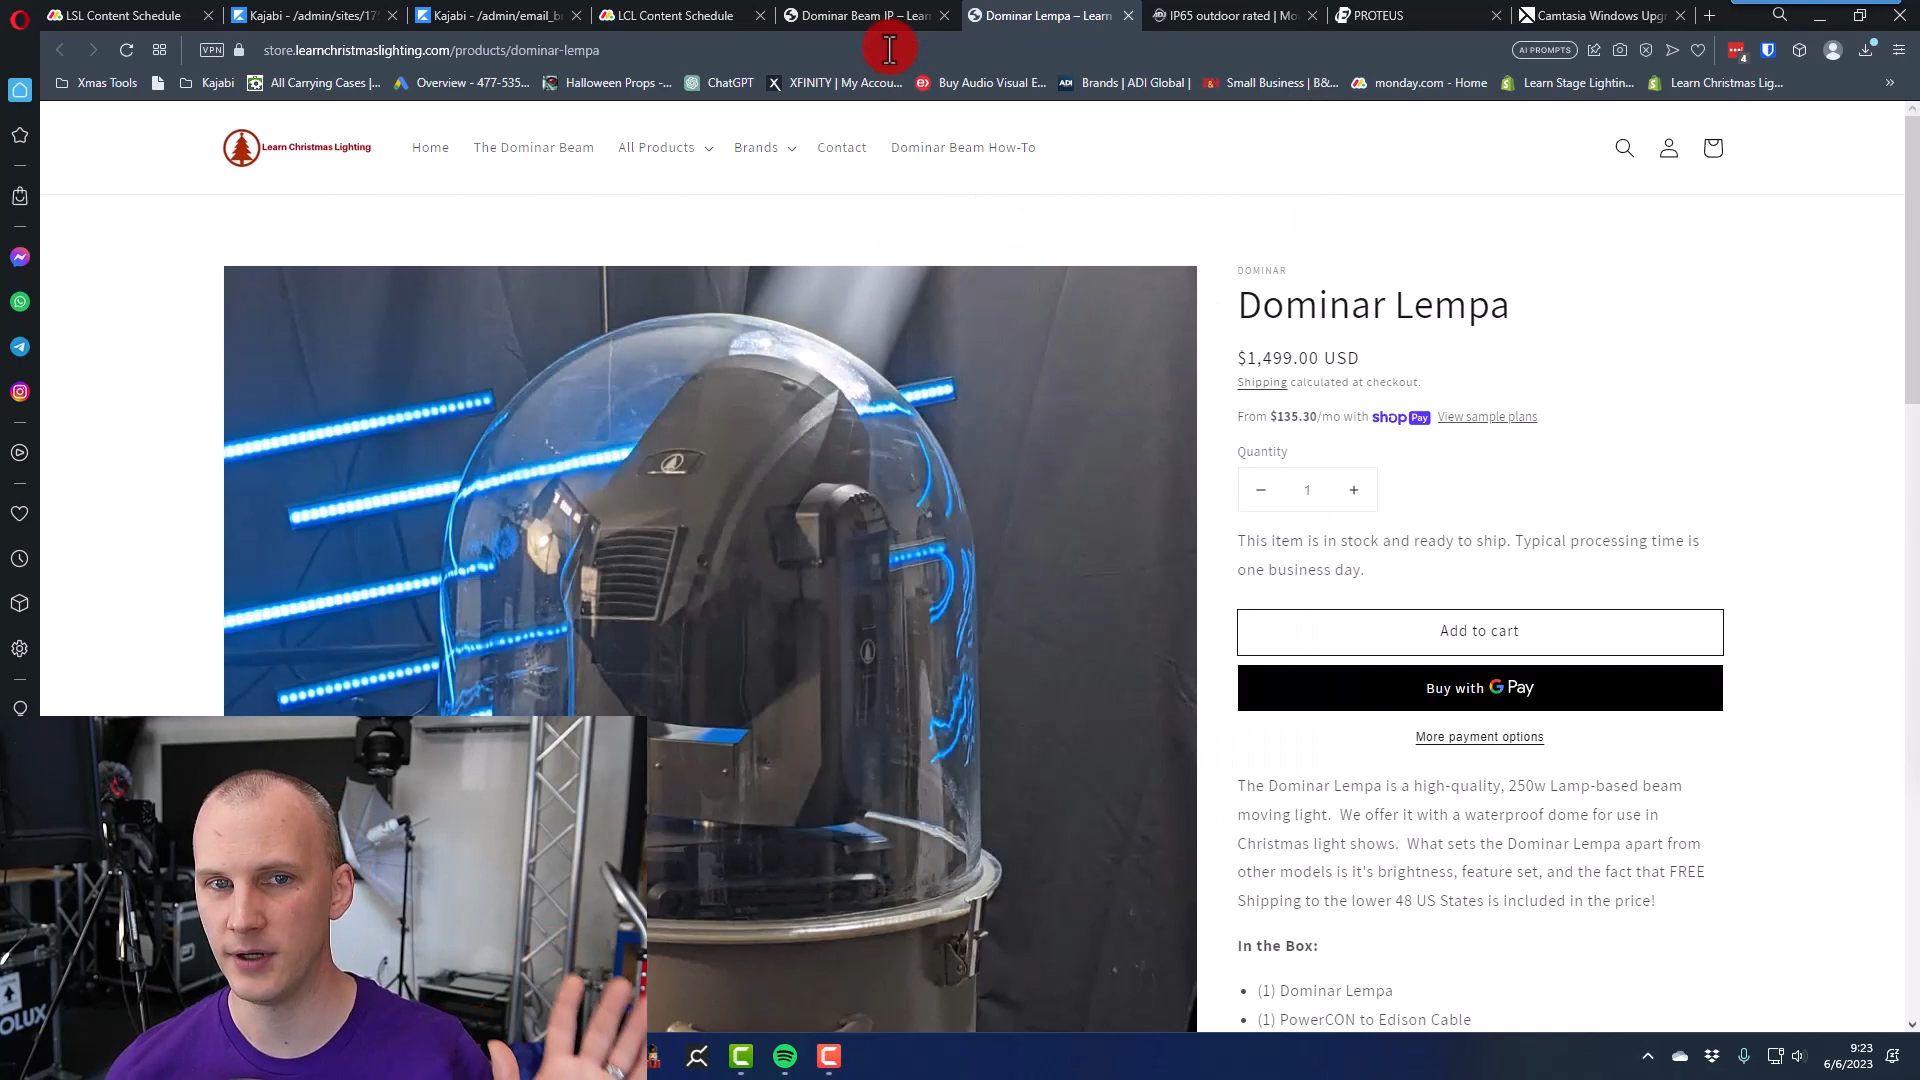 LSL Content Schedule
Kajabi - /admin/sites/17
Kajabi - /admin/email_b
LCL Content Schedule
Dominar Beam IP – Lear
Dominar Lempa – Learn
IP65 outdoor rated | Mo
PROTEUS
Camtasia Windows Upg
VPN
store.learnchristmaslighting.com/products/dominar-lempa
AI PROMPTS
4
Xmas Tools
Kajabi
All Carrying Cases |...
Overview - 477-535...
Halloween Props -...
ChatGPT
XFINITY | My Accou...
Buy Audio Visual E...
ADI
Brands | ADI Global |
Small Business | B&...
monday.com - Home
Learn Stage Lightin...
Learn Christmas Lig...
Learn Christmas Lighting
Home
The Dominar Beam
All Products
Brands
Contact
Dominar Beam How-To
DOMINAR
Dominar Lempa
$1,499.00 USD
Shipping calculated at checkout.
From $135.30/mo with shop Pay View sample plans
Quantity
1
This item is in stock and ready to ship. Typical processing time is
one business day.
Add to cart
Buy with G Pay
More payment options
The Dominar Lempa is a high-quality, 250w Lamp-based beam
moving light. We offer it with a waterproof dome for use in
Christmas light shows. What sets the Dominar Lempa apart from
other models is it's brightness, feature set, and the fact that FREE
Shipping to the lower 48 US States is included in the price!
In the Box:
(1) Dominar Lempa
(1) PowerCON to Edison Cable
OLUX
9:23
6/6/2023